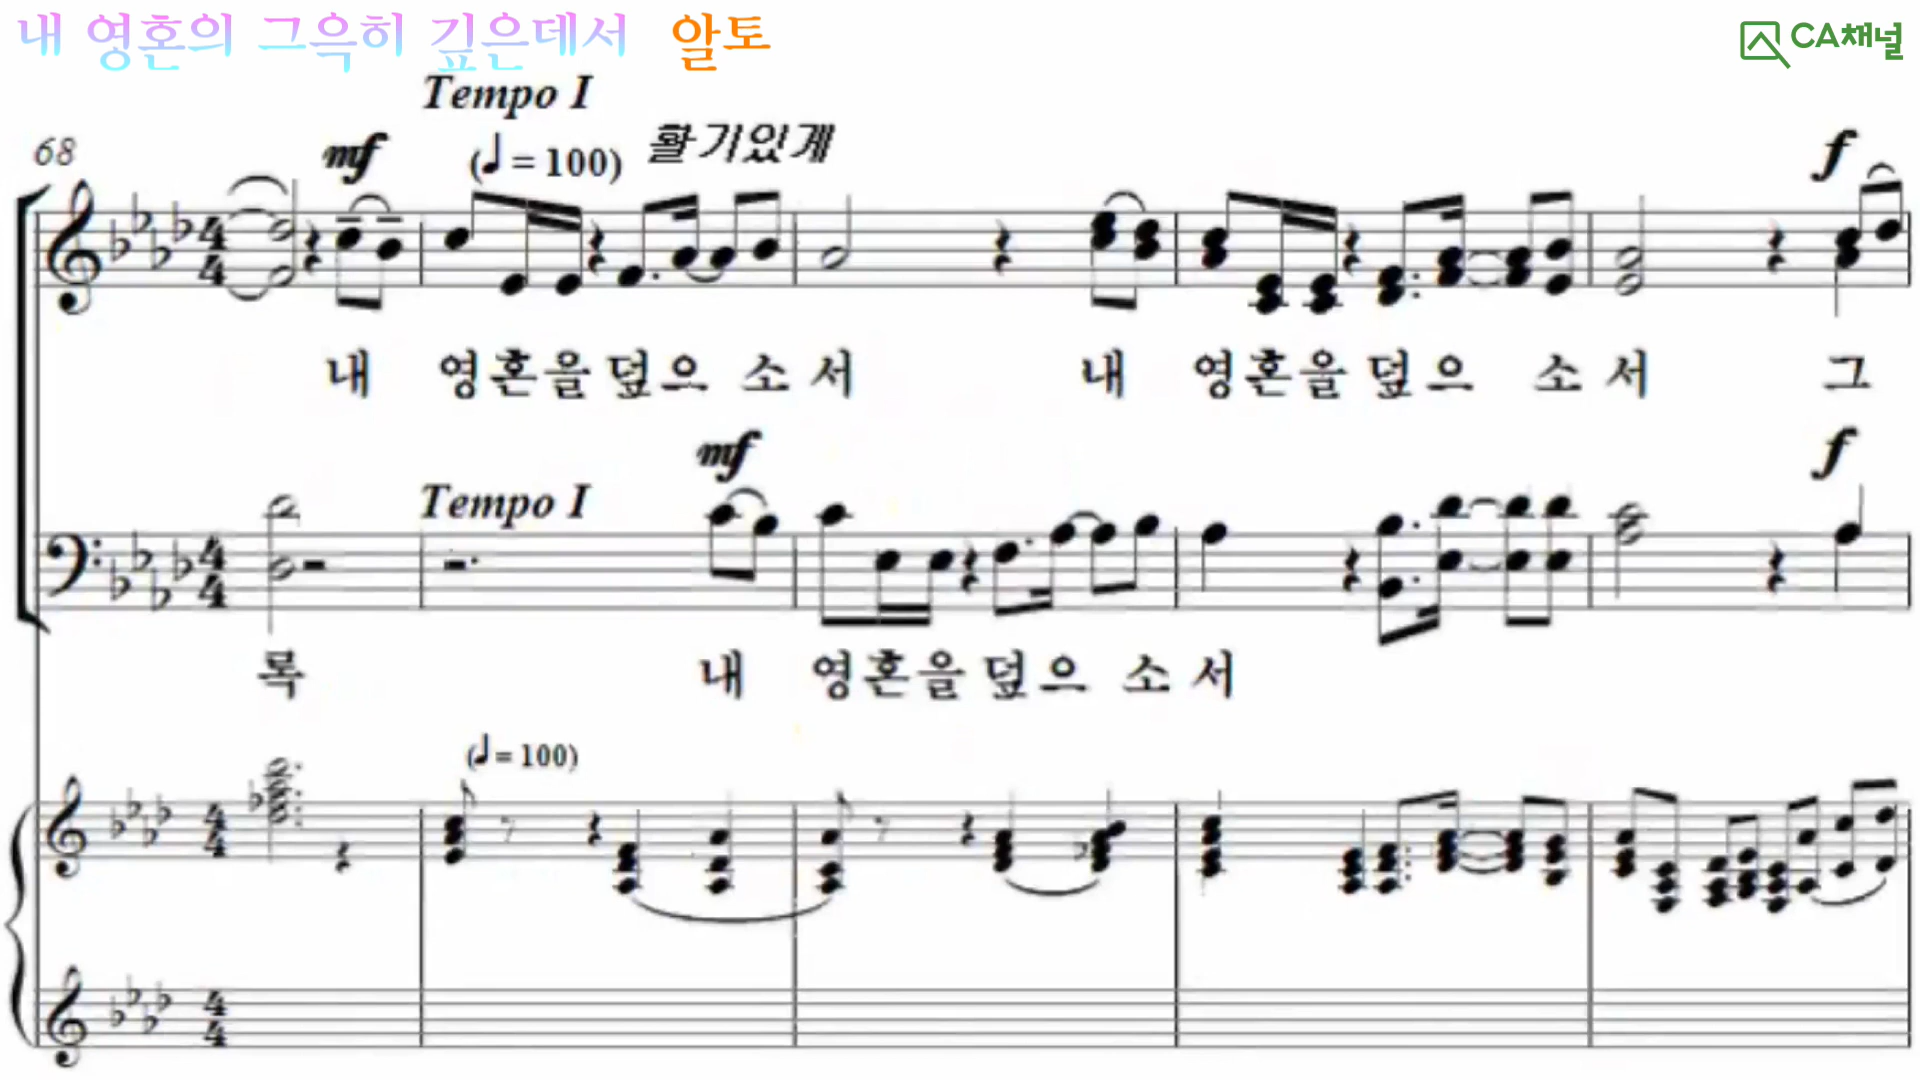 내 영혼의 그윽히 깊은데서 알토
CA채널
Tempo I
68 mf (♩ = 100) 활기있게 f
내 영혼을덮으 소서 내 영혼을덮으 소서 그
mf f
Tempo I
록 내 영혼을덮으 소서
(♩ = 100)